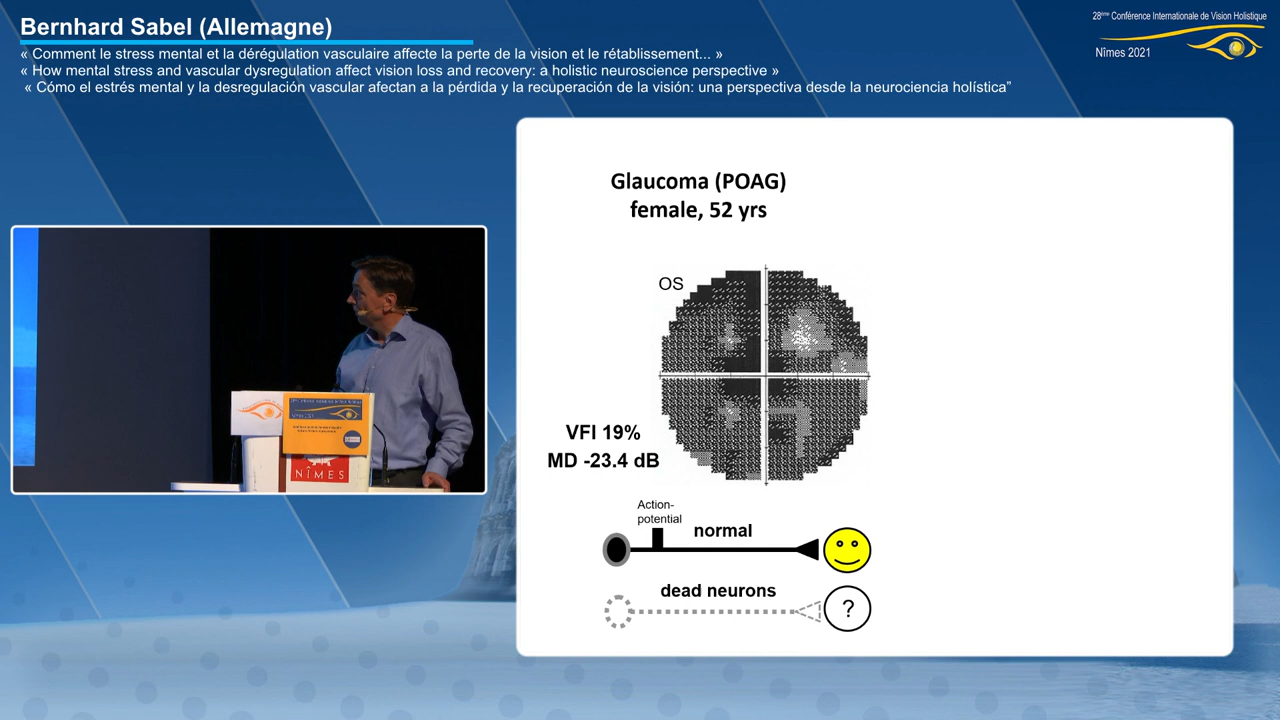 Bernhard Sabel (Allemagne)
« Comment le stress mental et la dérégulation vasculaire affecte la perte de la vision et le rétablissement... »
« How mental stress and vascular dysregulation affect vision loss and recovery: a holistic neuroscience perspective »
« Cómo el estrés mental y la desregulación vascular afectan a la pérdida y la recuperación de la visión: una perspectiva desde la neurociencia holística”
28ème Conférence Internationale de Vision Holistique
Nîmes 2021
Glaucoma (POAG)
female, 52 yrs
OS
VFI 19%
MD -23.4 dB
Action-
potential
normal
dead neurons
?
NÎMES